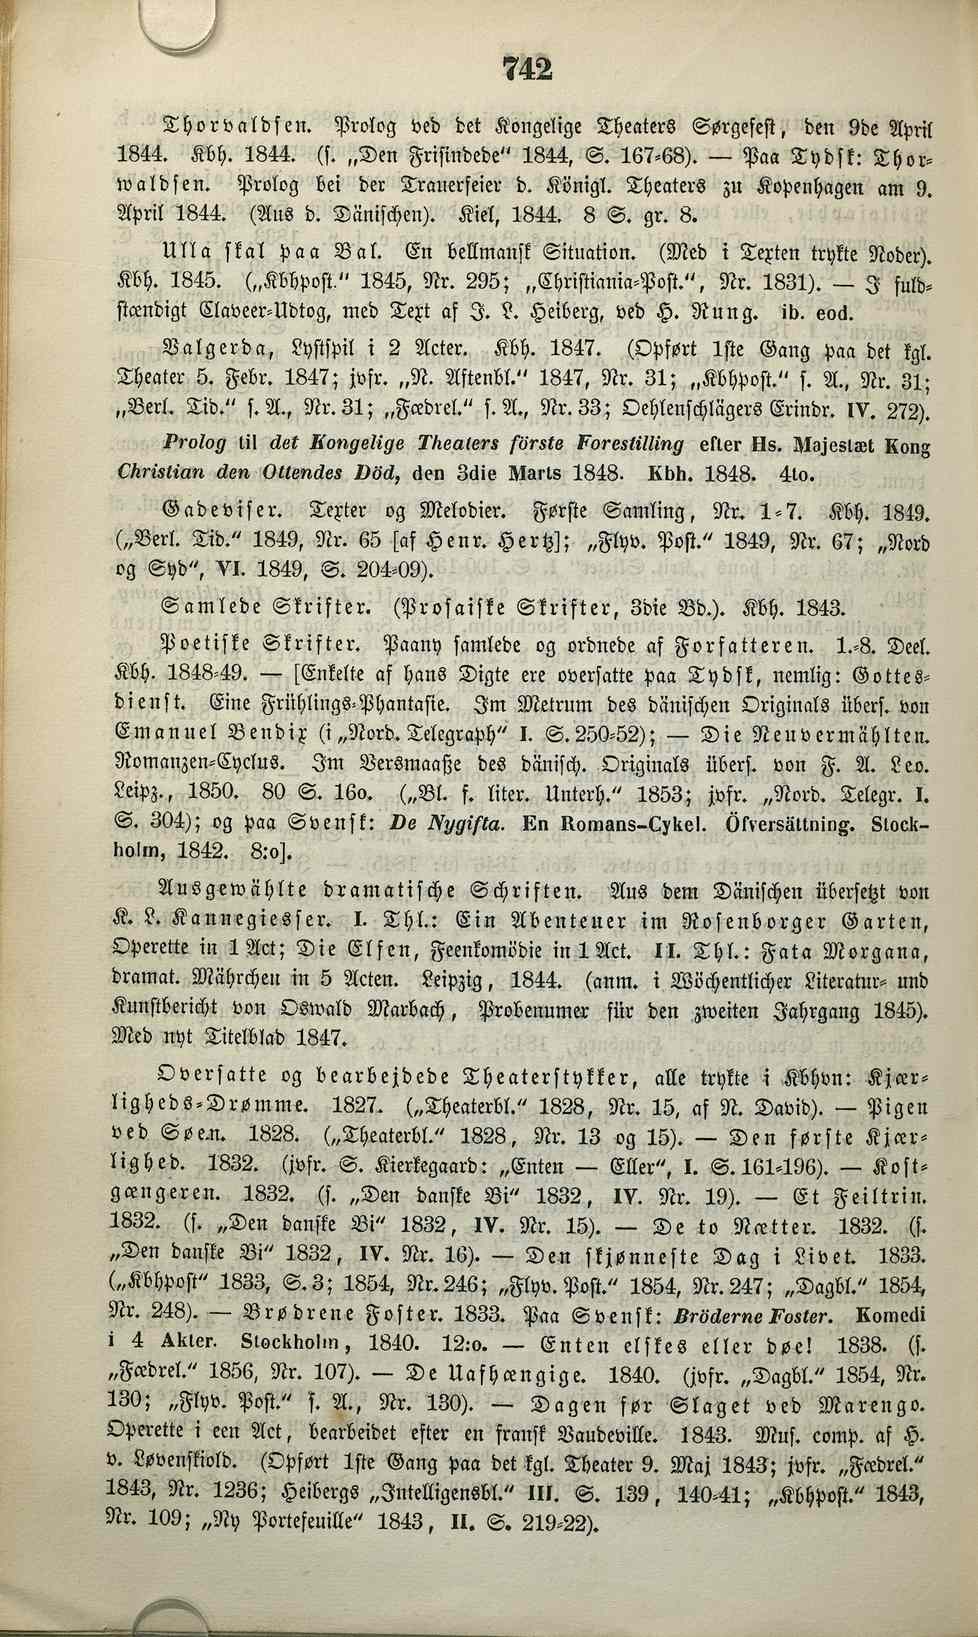 742
Thorvaldsen. Prolog ved det Kongelige Theaters Sørgefest, den 9de April
1844. Kbh. 1844. (s. „Den Frisindede“ 1844, S. 167-68). — Paa Tydsk: Thor-
waldsen. Prolog bei der Trauerfeier d. Königl. Theaters zu Kopenhagen am 9.
April 1844. (Aus d. Dänischen). Kiel, 1844. 8 S. gr. 8.
Ulla skal paa Bal. En bellmansk Situation. (Med i Texten trykte Noder).
Kbh. 1845. („Kbhpost.“ 1845, Nr. 295; „Christiania-Post.“, Nr. 1831). — I fuld-
stændigt Claveer-Udtog, med Text af J. L. Heiberg, ved H. Rung. ib. eod.
Valgerda, Lystspil i 2 Acter. Kbh. 1847. (Opført 1ste Gang paa det kgl.
Theater 5. Febr. 1847; jvfr. „N. Aftenbl.“ 1847, Nr. 31; „Kbhpost.“ s. A., Nr. 31;
„Berl. Tid.“ s. A., Nr. 31; „Fædrel.“ s. A., Nr. 33; Oehlenschlägers Erindr. IV. 272).
Prolog til det Kongelige Theaters förste Forestilling efter Hs. Majestæt Kong
Christian den Ottendes Död, den 3die Marts 1848. Kbh. 1848. 4to.
Gadeviser. Texter og Melodier. Første Samling, Nr. 1-7. Kbh. 1849.
(„Berl. Tid.“ 1849, Nr. 65 [af Henr. Hertz]; „Flyv. Post.“ 1849, Nr. 67; „Nord
og Syd“, VI. 1849, S. 204-09).
Samlede Skrifter. (Prosaiske Skrifter, 3die Bd.). Kbh. 1843.
Poetiske Skrifter. Paany samlede og ordnede af Forfatteren. 1.-8. Deel.
Kbh. 1848-49. — [Enkelte af hans Digte ere oversatte paa Tydsk, nemlig: Gottes-
dienst. Eine Frühlings-Phantasie. Im Metrum des dänischen Originals übers. von
Emanuel Bendix (i „Nord. Telegraph“ I. S. 250-52); — Die Neuvermählten.
Romanzen-Cyclus. Im Versmaaße des dänisch. Originals übers. von F. A. Leo.
Leipz., 1850. 80 S. 16o. („Bl. f. liter. Unterh.“ 1853; jvfr. „Nord. Telegr. I.
S. 304); og paa Svensk: De Nygifta. En Romans-Cykel. Öfversättning. Stock-
holm, 1842. 8:o].
Ausgewählte dramatische Schriften. Aus dem Dänischen übersetzt von
K. L. Kannegiesser. I. Thl.: Ein Abenteuer im Rosenborger Garten,
Operette in 1 Act; Die Elfen, Feenkomödie in 1 Act. II. Thl.: Fata Morgana,
dramat. Mährchen in 5 Acten. Leipzig, 1844. (anm. i Wöchentlicher Literatur- und
Kunstbericht von Oswald Marbach, Probenumer für den zweiten Jahrgang 1845).
Med nyt Titelblad 1847.
Oversatte og bearbejdede Theaterstykker, alle trykte i Kbhvn: Kjær-
ligheds-Drømme. 1827. („Theaterbl.“ 1828, Nr. 15, af N. David). — Pigen
ved Søen. 1828. („Theaterbl.“ 1828, Nr. 13 og 15). — Den første Kjær-
lighed. 1832. (jvfr. S. Kierkegaard: „Enten — Eller“, I. S. 161-196). — Kost-
gængeren. 1832. (s. „Den danske Bi“ 1832, IV. Nr. 19). — Et Feiltrin.
1832. (s. „Den danske Bi“ 1832, IV. Nr. 15). — De to Nætter. 1832. (s.
„Den danske Bi“ 1832, IV. Nr. 16). — Den skjønneste Dag i Livet. 1833.
(„Kbhpost“ 1833, S. 3; 1854, Nr. 246; „Flyv. Post.“ 1854, Nr. 247; „Dagbl.“ 1854,
Nr. 248). — Brødrene Foster. 1833. Paa Svensk: Bröderne Foster. Komedi
i 4 Akter. Stockholm, 1840. 12:o. — Enten elskes eller døe! 1838. (s.
„Fædrel.“ 1856, Nr. 107). — De Uafhængige. 1840. (jvfr. „Dagbl.“ 1854, Nr.
130; „Flyv. Post.“ s. A., Nr. 130). — Dagen før Slaget ved Marengo.
Operette i een Act, bearbeidet efter en fransk Vaudeville. 1843. Mus. comp. af H.
v. Løvenskiold. (Opført 1ste Gang paa det kgl. Theater 9. Maj 1843; jvfr. „Fædrel.“
1843, Nr. 1236; Heibergs „Intelligensbl.“ III. S. 139, 140-41; „Kbhpost.“ 1843,
Nr. 109; „Ny Portefeuille“ 1843, II. S. 219-22).